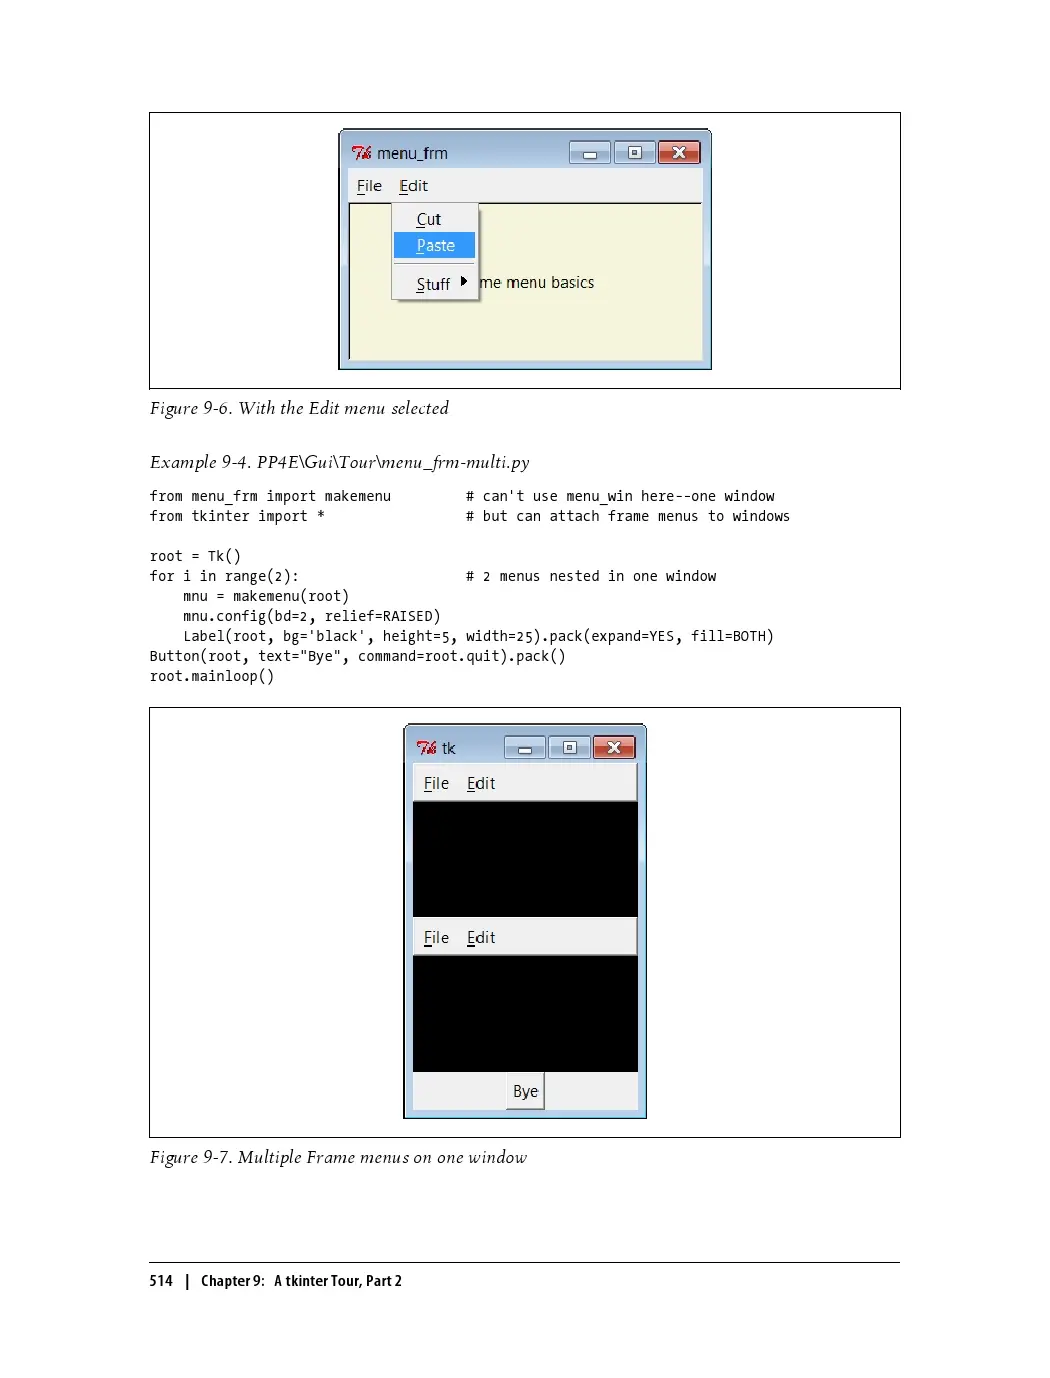 menu_frm
File Edit
Cut
Paste
Stuff
me menu basics
Figure 9-6. With the Edit menu selected
Example 9-4. PP4E\Gui\Tour\menu_frm-multi.py
from menu_frm import makemenu         # can't use menu_win here--one window
from tkinter import *                 # but can attach frame menus to windows
root = Tk()
for i in range(2):                    # 2 menus nested in one window
    mnu = makemenu(root)
    mnu.config(bd=2, relief=RAISED)
    Label(root, bg='black', height=5, width=25).pack(expand=YES, fill=BOTH)
Button(root, text="Bye", command=root.quit).pack()
root.mainloop()
tk
File Edit
File Edit
Bye
Figure 9-7. Multiple Frame menus on one window
514 | Chapter 9: A tkinter Tour, Part 2